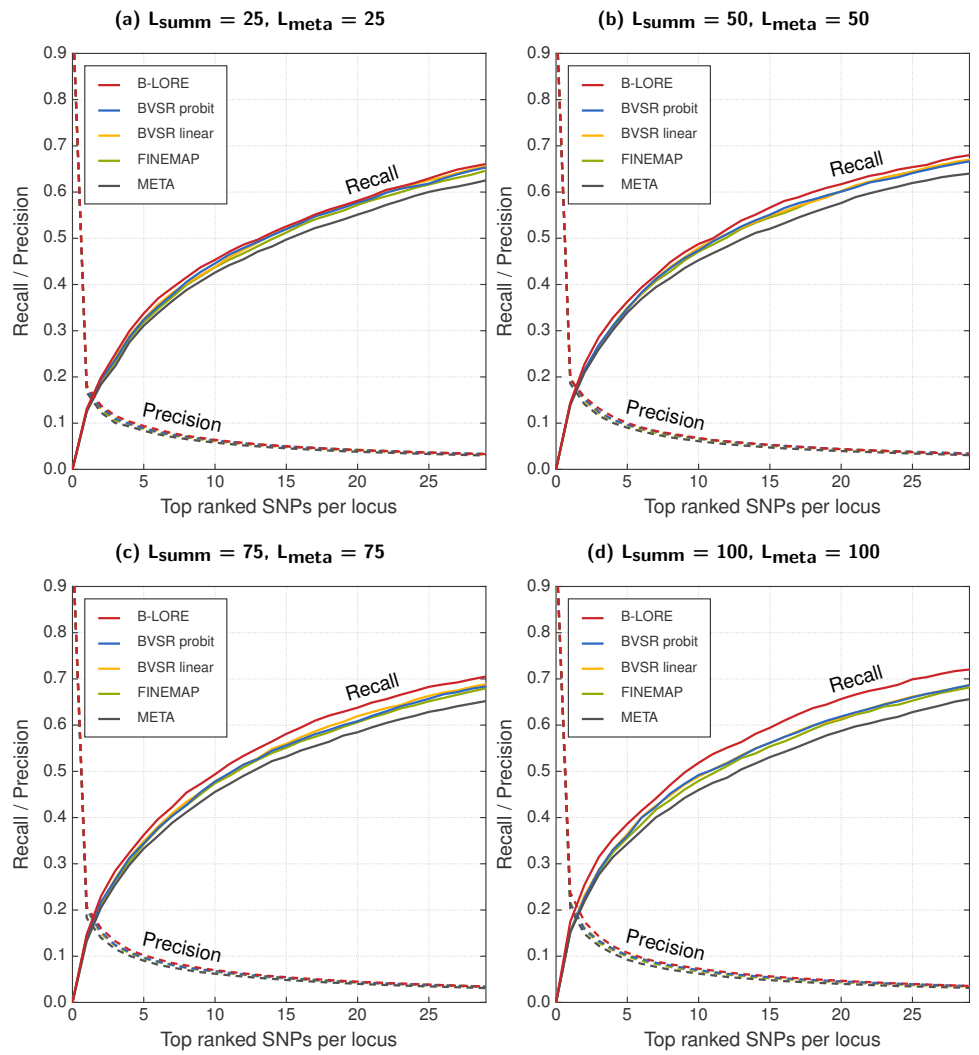 (a) Lsumm = 25, Lmeta = 25
0.9
0.8
0.7
0.6
0.5
0.4
0.3
0.2
0.1
0.0
Recall / Precision
B-LORE
BVSR probit
BVSR linear
FINEMAP
META
Recall
Precision
0 5 10 15 20 25
Top ranked SNPs per locus
(b) Lsumm = 50, Lmeta = 50
0.9
0.8
0.7
0.6
0.5
0.4
0.3
0.2
0.1
0.0
Recall / Precision
B-LORE
BVSR probit
BVSR linear
FINEMAP
META
Recall
Precision
0 5 10 15 20 25
Top ranked SNPs per locus
(c) Lsumm = 75, Lmeta = 75
0.9
0.8
0.7
0.6
0.5
0.4
0.3
0.2
0.1
0.0
Recall / Precision
B-LORE
BVSR probit
BVSR linear
FINEMAP
META
Recall
Precision
0 5 10 15 20 25
Top ranked SNPs per locus
(d) Lsumm = 100, Lmeta = 100
0.9
0.8
0.7
0.6
0.5
0.4
0.3
0.2
0.1
0.0
Recall / Precision
B-LORE
BVSR probit
BVSR linear
FINEMAP
META
Recall
Precision
0 5 10 15 20 25
Top ranked SNPs per locus